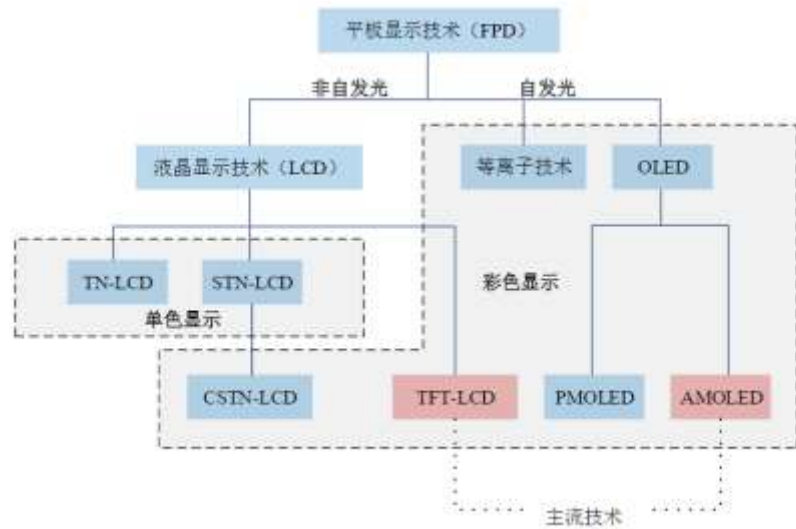 平板显示技术（FPD）
非自发光
自发光
液晶显示技术（LCD）
等离子技术
OLED
TN-LCD
STN-LCD
彩色显示
单色显示
CSTN-LCD
TFT-LCD
PMOLED
AMOLED
主流技术